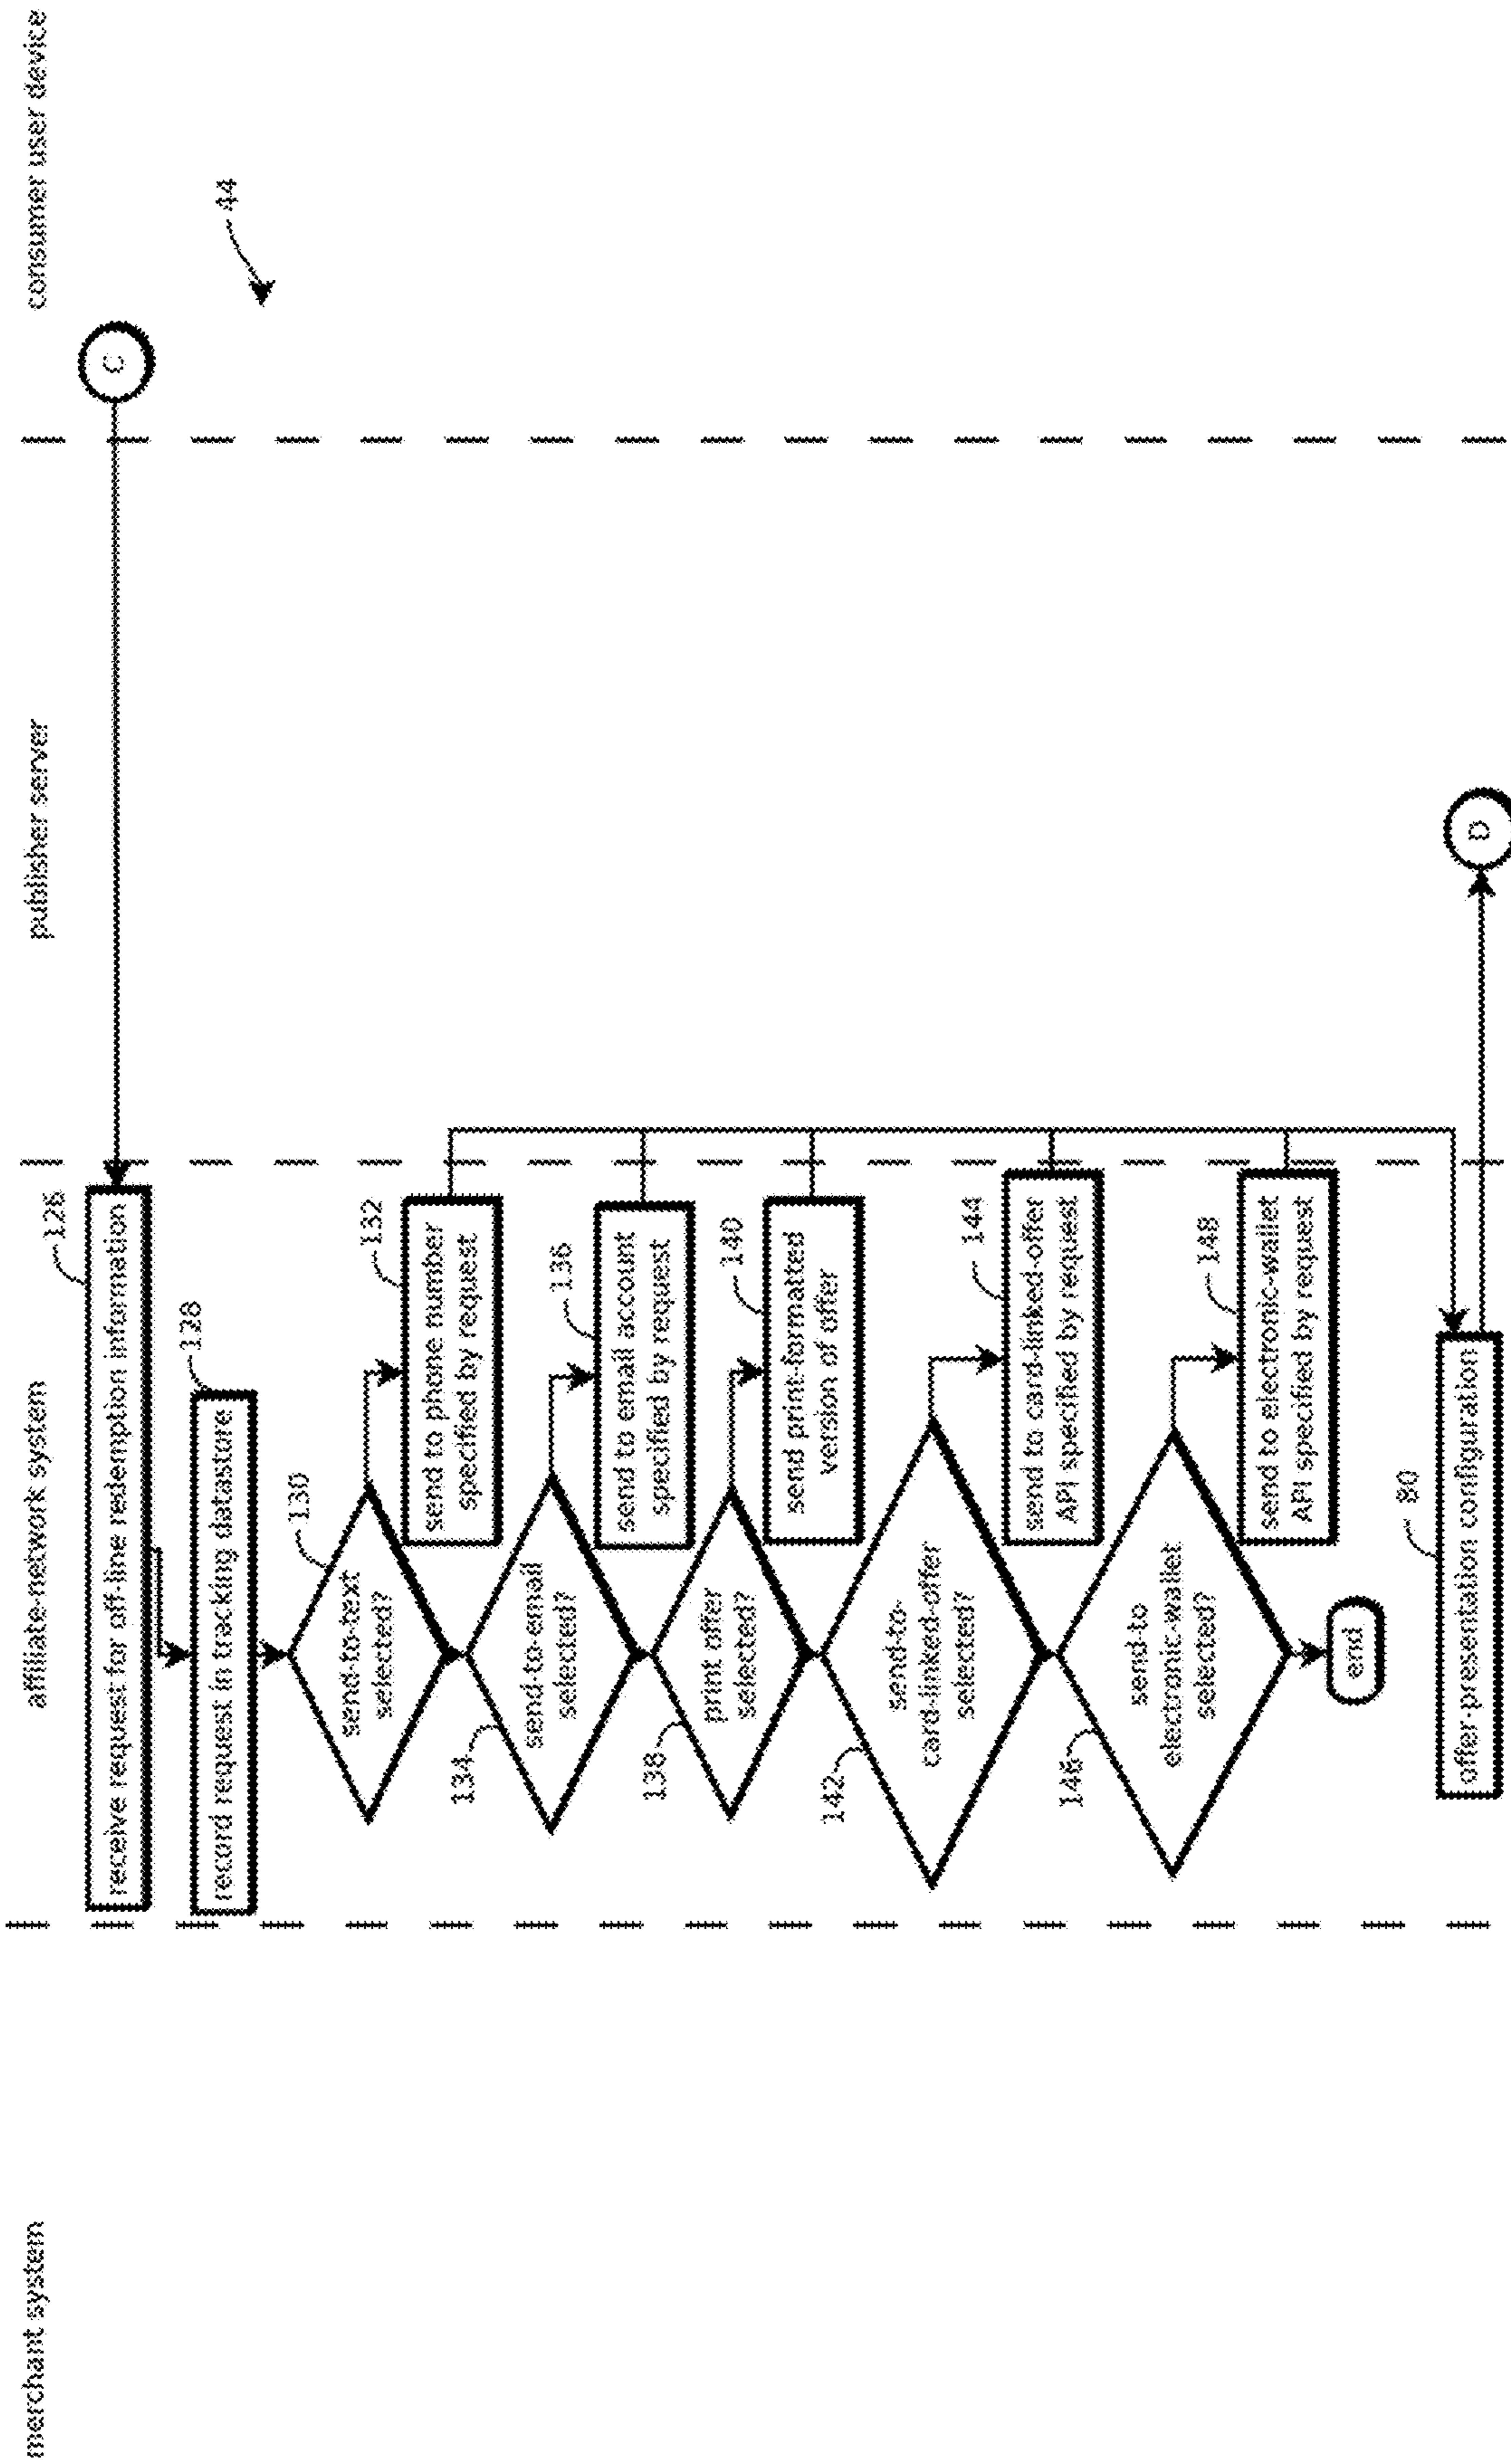 merchant system
affiliate-network system
publisher server
consumer user device
44
C
126
receive request for off-line redemption information
128
record request in tracking datastore
130
send-to-text
selected?
132
send to phone number
specified by request
134
send-to-email
selected?
136
send to email account
specified by request
138
print offer
selected?
140
send print-formatted
version of offer
142
send-to-
card-linked-offer
selected?
144
send to card-linked-offer
API specified by request
146
send-to
electronic-wallet
selected?
148
send to electronic-wallet
API specified by request
end
80
offer-presentation configuration
D